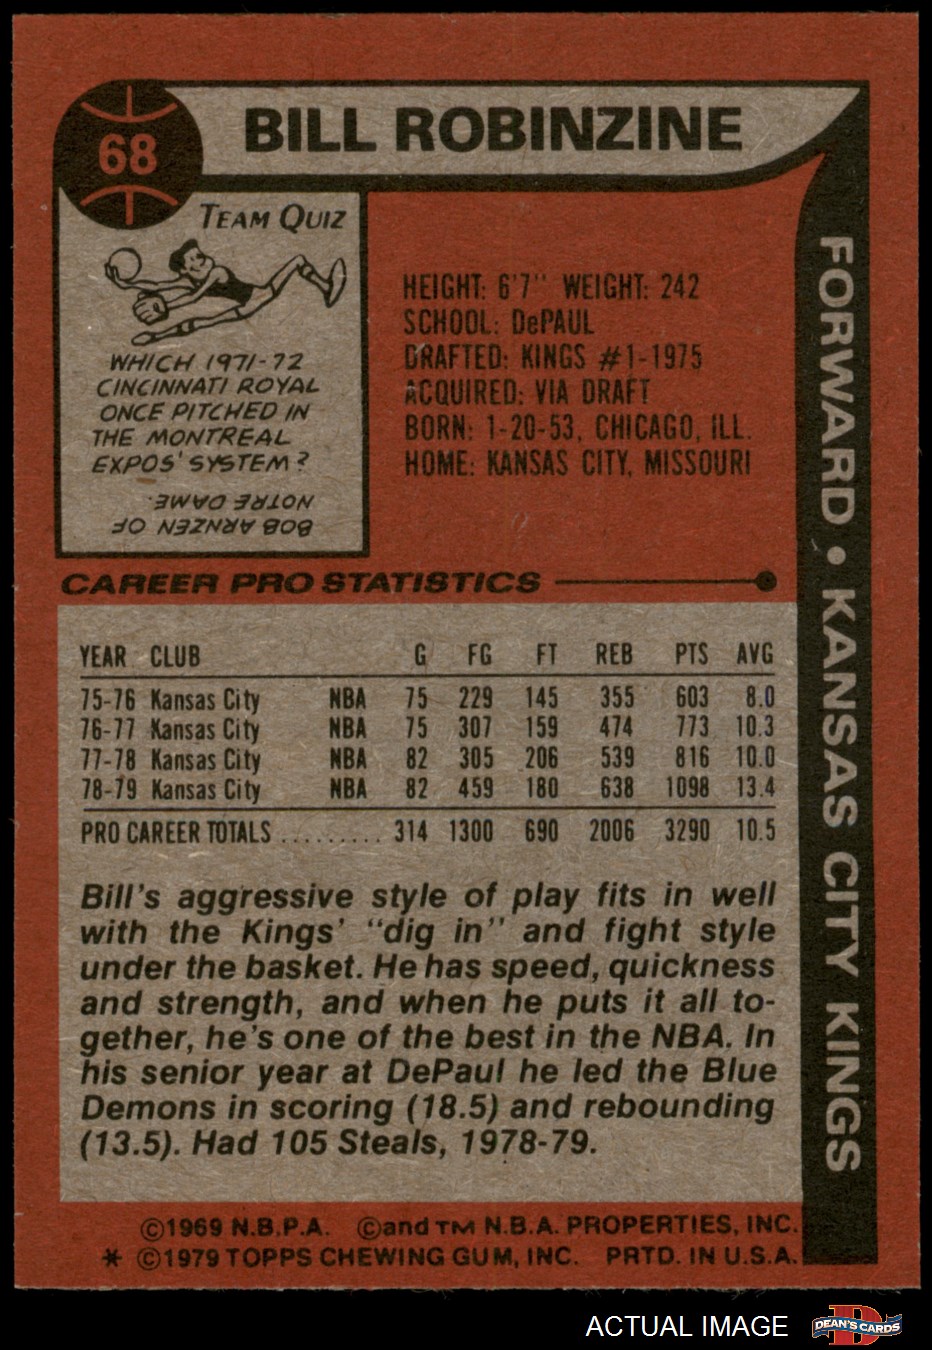 68
BILL ROBINZINE
TEAM QUIZ
WHICH 1971-72
CINCINNATI ROYAL
ONCE PITCHED IN
THE MONTREAL
EXPOS' SYSTEM?
BOB ARNZEN OF
NOTRE DAME.
HEIGHT: 6'7" WEIGHT: 242
SCHOOL: DePAUL
DRAFTED: KINGS #1-1975
ACQUIRED: VIA DRAFT
BORN: 1-20-53, CHICAGO, ILL.
HOME: KANSAS CITY, MISSOURI
FORWARD • KANSAS CITY KINGS
CAREER PRO STATISTICS
YEAR CLUB G FG FT REB PTS AVG
75-76 Kansas City NBA 75 229 145 355 603 8.0
76-77 Kansas City NBA 75 307 159 474 773 10.3
77-78 Kansas City NBA 82 305 206 539 816 10.0
78-79 Kansas City NBA 82 459 180 638 1098 13.4
PRO CAREER TOTALS ......... 314 1300 690 2006 3290 10.5
Bill's aggressive style of play fits in well
with the Kings' "dig in" and fight style
under the basket. He has speed, quickness
and strength, and when he puts it all to-
gether, he's one of the best in the NBA. In
his senior year at DePaul he led the Blue
Demons in scoring (18.5) and rebounding
(13.5). Had 105 Steals, 1978-79.
©1969 N.B.P.A. ©and TM N.B.A. PROPERTIES, INC.
* ©1979 TOPPS CHEWING GUM, INC. PRTD. IN U.S.A.
ACTUAL IMAGE
D
DEAN'S CARDS